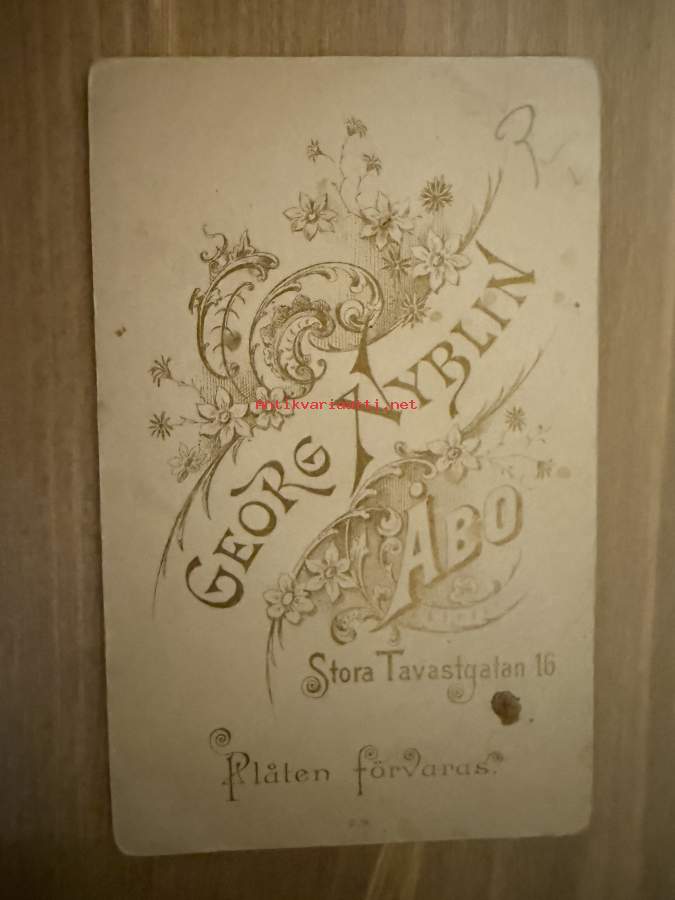 GEORG NYBLIN
Antikvariaatti.net
ÅBO
Stora Tavastgatan 16
Plåten förvaras.